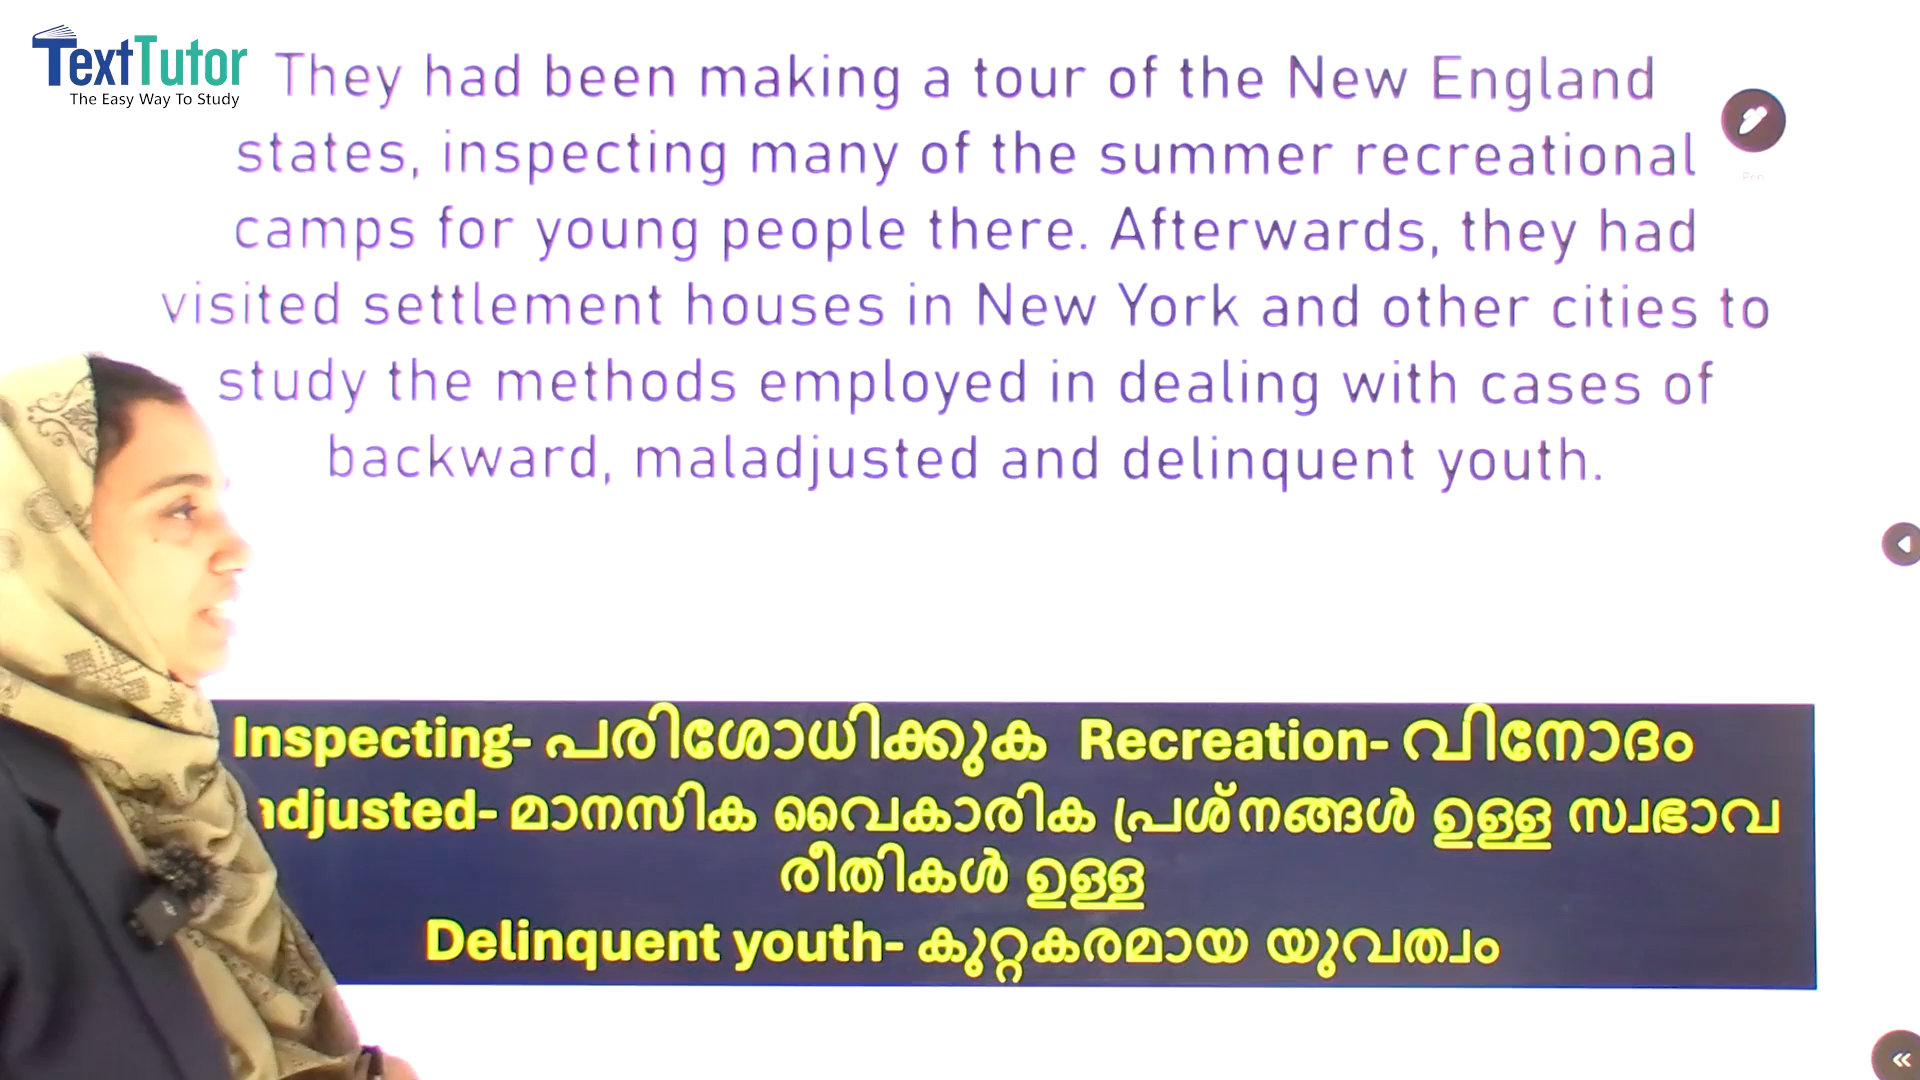 TextTutor
The Easy Way To Study
They had been making a tour of the New England
states, inspecting many of the summer recreational
camps for young people there. Afterwards, they had
visited settlement houses in New York and other cities to
study the methods employed in dealing with cases of
backward, maladjusted and delinquent youth.
Pen
Inspecting- പരിശോധിക്കുക Recreation- വിനോദം
adjusted- മാനസിക വൈകാരിക പ്രശ്നങ്ങൾ ഉള്ള സ്വഭാവ
രീതികൾ ഉള്ള
Delinquent youth- കുറ്റകരമായ യുവത്വം